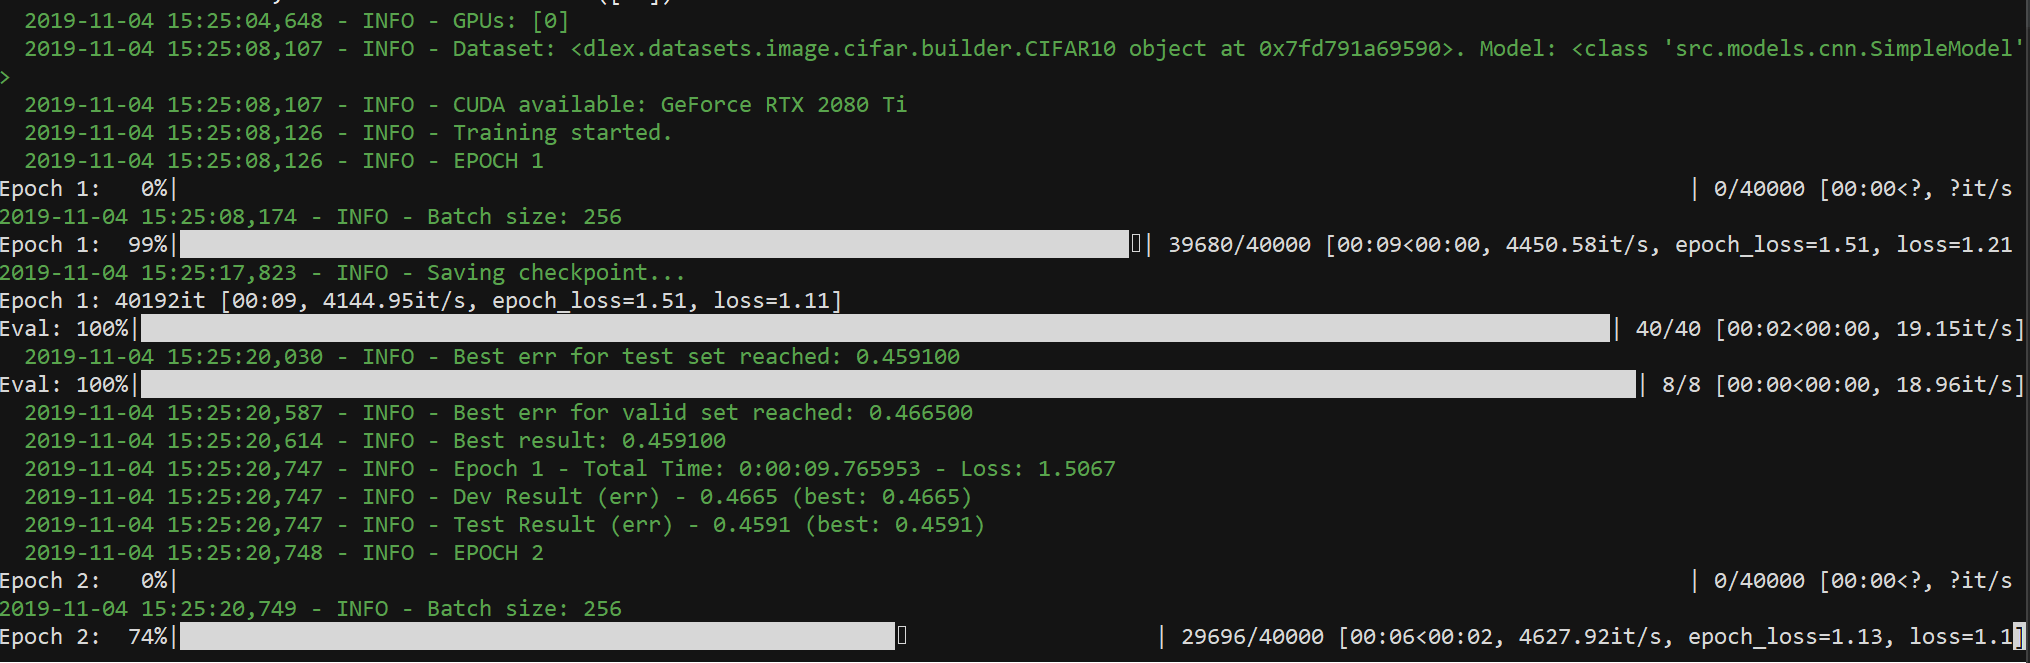 2019-11-04 15:25:04,648 - INFO - GPUs: [0]
2019-11-04 15:25:08,107 - INFO - Dataset: <dlex.datasets.image.cifar.builder.CIFAR10 object at 0x7fd791a69590>. Model: <class 'src.models.cnn.SimpleModel'
>
2019-11-04 15:25:08,107 - INFO - CUDA available: GeForce RTX 2080 Ti
2019-11-04 15:25:08,126 - INFO - Training started.
2019-11-04 15:25:08,126 - INFO - EPOCH 1
Epoch 1:   0%|          | 0/40000 [00:00<?, ?it/s
2019-11-04 15:25:08,174 - INFO - Batch size: 256
Epoch 1:  99%|          | 39680/40000 [00:09<00:00, 4450.58it/s, epoch_loss=1.51, loss=1.21
2019-11-04 15:25:17,823 - INFO - Saving checkpoint...
Epoch 1: 40192it [00:09, 4144.95it/s, epoch_loss=1.51, loss=1.11]
Eval: 100%|          | 40/40 [00:02<00:00, 19.15it/s]
2019-11-04 15:25:20,030 - INFO - Best err for test set reached: 0.459100
Eval: 100%|          | 8/8 [00:00<00:00, 18.96it/s]
2019-11-04 15:25:20,587 - INFO - Best err for valid set reached: 0.466500
2019-11-04 15:25:20,614 - INFO - Best result: 0.459100
2019-11-04 15:25:20,747 - INFO - Epoch 1 - Total Time: 0:00:09.765953 - Loss: 1.5067
2019-11-04 15:25:20,747 - INFO - Dev Result (err) - 0.4665 (best: 0.4665)
2019-11-04 15:25:20,747 - INFO - Test Result (err) - 0.4591 (best: 0.4591)
2019-11-04 15:25:20,748 - INFO - EPOCH 2
Epoch 2:   0%|          | 0/40000 [00:00<?, ?it/s
2019-11-04 15:25:20,749 - INFO - Batch size: 256
Epoch 2:  74%|          | 29696/40000 [00:06<00:02, 4627.92it/s, epoch_loss=1.13, loss=1.1]